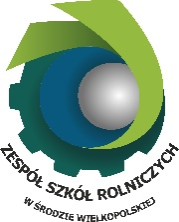 ZESPÓŁ SZKÓŁ ROLNICZYCH
W ŚRODZIE WIELKOPOLSKIEJ